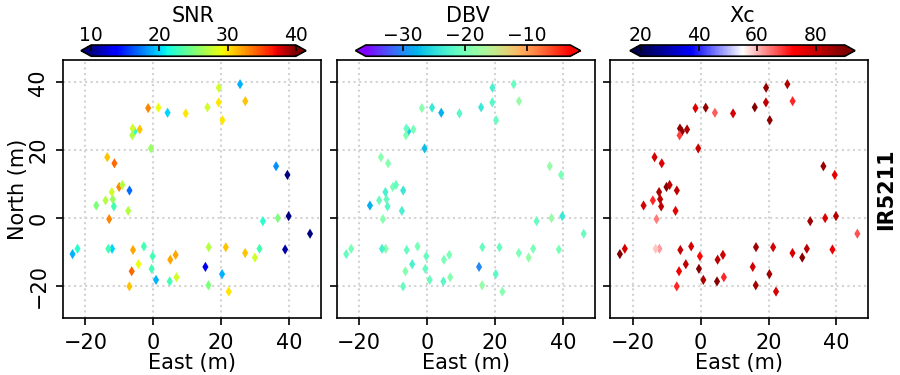 SNR DBV Xc
10 20 30 40 −30 −20 −10 20 40 60 80
40
20
0
−20
North (m)
IR5211
−20 0 20 40 −20 0 20 40 −20 0 20 40
East (m) East (m) East (m)